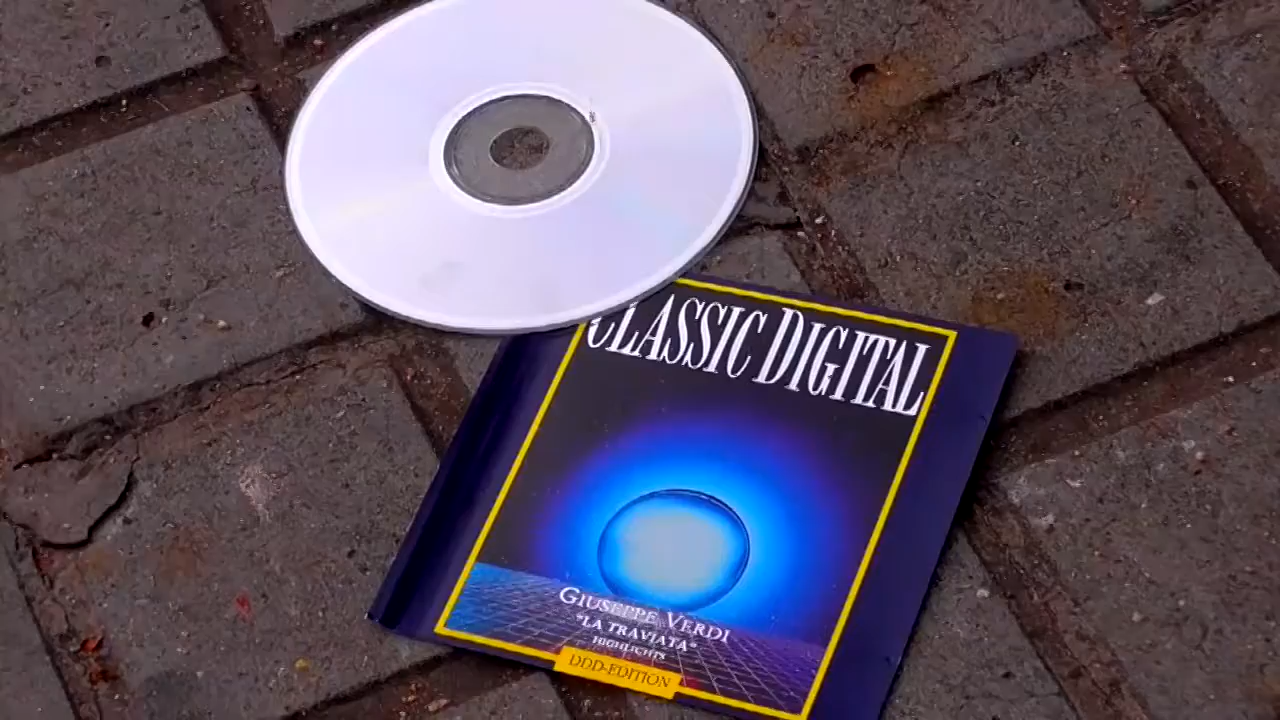 CLASSIC DIGITAL
GIUSEPPE VERDI
"LA TRAVIATA"
HIGHLIGHTS
DDD-EDITION